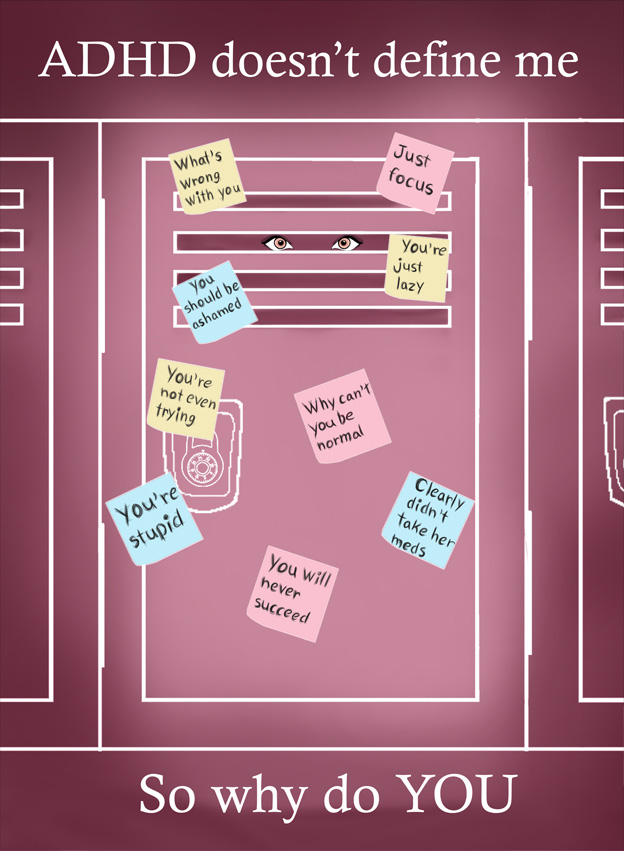 ADHD doesn't define me
What's
wrong
with you
Just
focus
You're
just
lazy
You
should be
ashamed
You're
not even
trying
Why can't
you be
normal
You're
stupid
Clearly
didn't
take her
meds
You will
never
succeed
So why do YOU